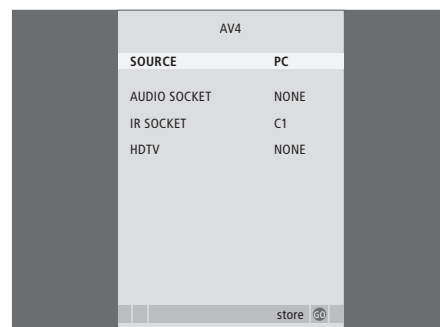 AV4
SOURCE PC
AUDIO SOCKET NONE
IR SOCKET C1
HDTV NONE
store GO